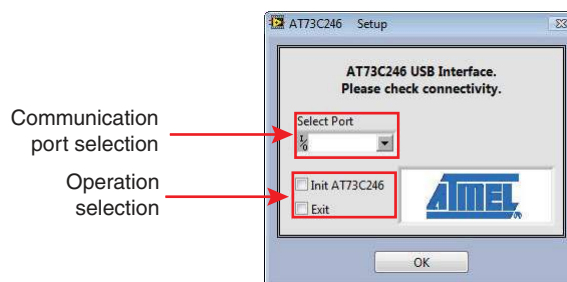 AT73C246 Setup
AT73C246 USB Interface.
Please check connectivity.
Communication
port selection
Select Port
I/O
Operation
selection
Init AT73C246
Exit
ATMEL
OK